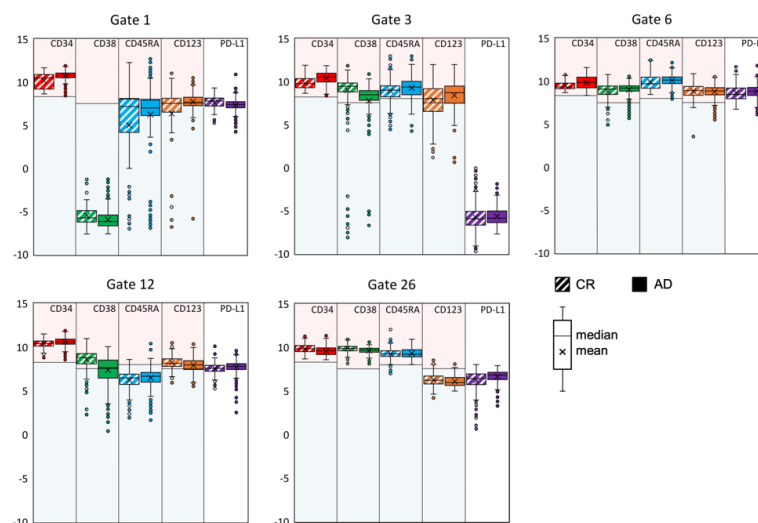 Gate 1
Gate 3
Gate 6
15
CD34
CD38
CD45RA
CD123
PD-L1
10
5
0
-5
-10
15
CD34
CD38
CD45RA
CD123
PD-L1
10
5
0
-5
-10
15
CD34
CD38
CD45RA
CD123
PD-L
10
5
0
-5
-10
Gate 12
Gate 26
15
CD34
CD38
CD45RA
CD123
PD-L1
10
5
0
-5
-10
15
CD34
CD38
CD45RA
CD123
PD-L1
10
5
0
-5
-10
CR
AD
median
mean